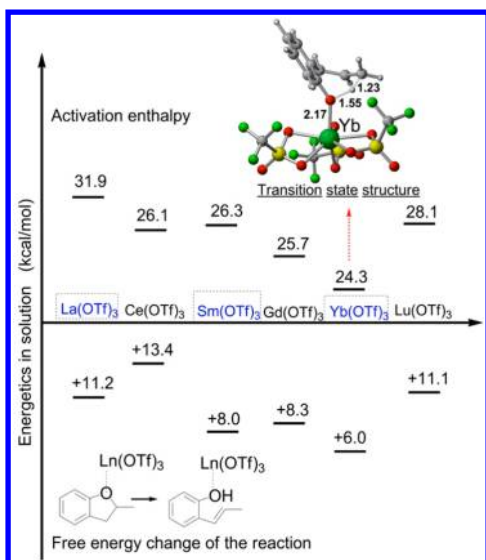 Energetics in solution (kcal/mol)
Activation enthalpy
1.23
1.55
2.17
Yb
Transition state structure
31.9
26.1
26.3
25.7
24.3
28.1
La(OTf)3
Ce(OTf)3
Sm(OTf)3
Gd(OTf)3
Yb(OTf)3
Lu(OTf)3
+11.2
+13.4
+8.0
+8.3
+6.0
+11.1
Ln(OTf)3
Ln(OTf)3
O
OH
Free energy change of the reaction